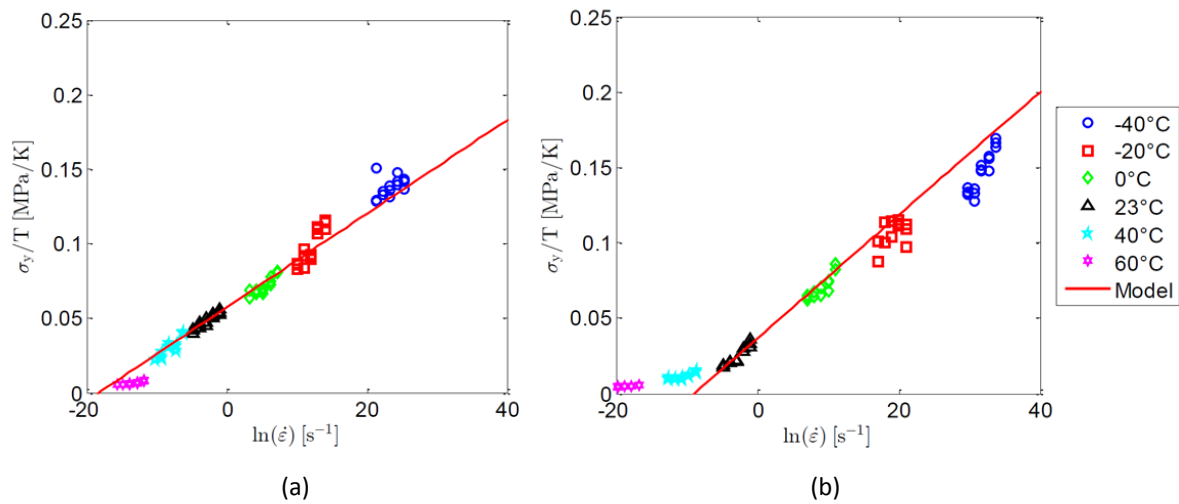 0.25
0.2
0.15
0.1
0.05
0
-20
0
20
40
σy/T [MPa/K]
ln(ε̇) [s⁻¹]
(a)
0.25
0.2
0.15
0.1
0.05
0
-20
0
20
40
σy/T [MPa/K]
ln(ε̇) [s⁻¹]
(b)
-40°C
-20°C
0°C
23°C
40°C
60°C
Model